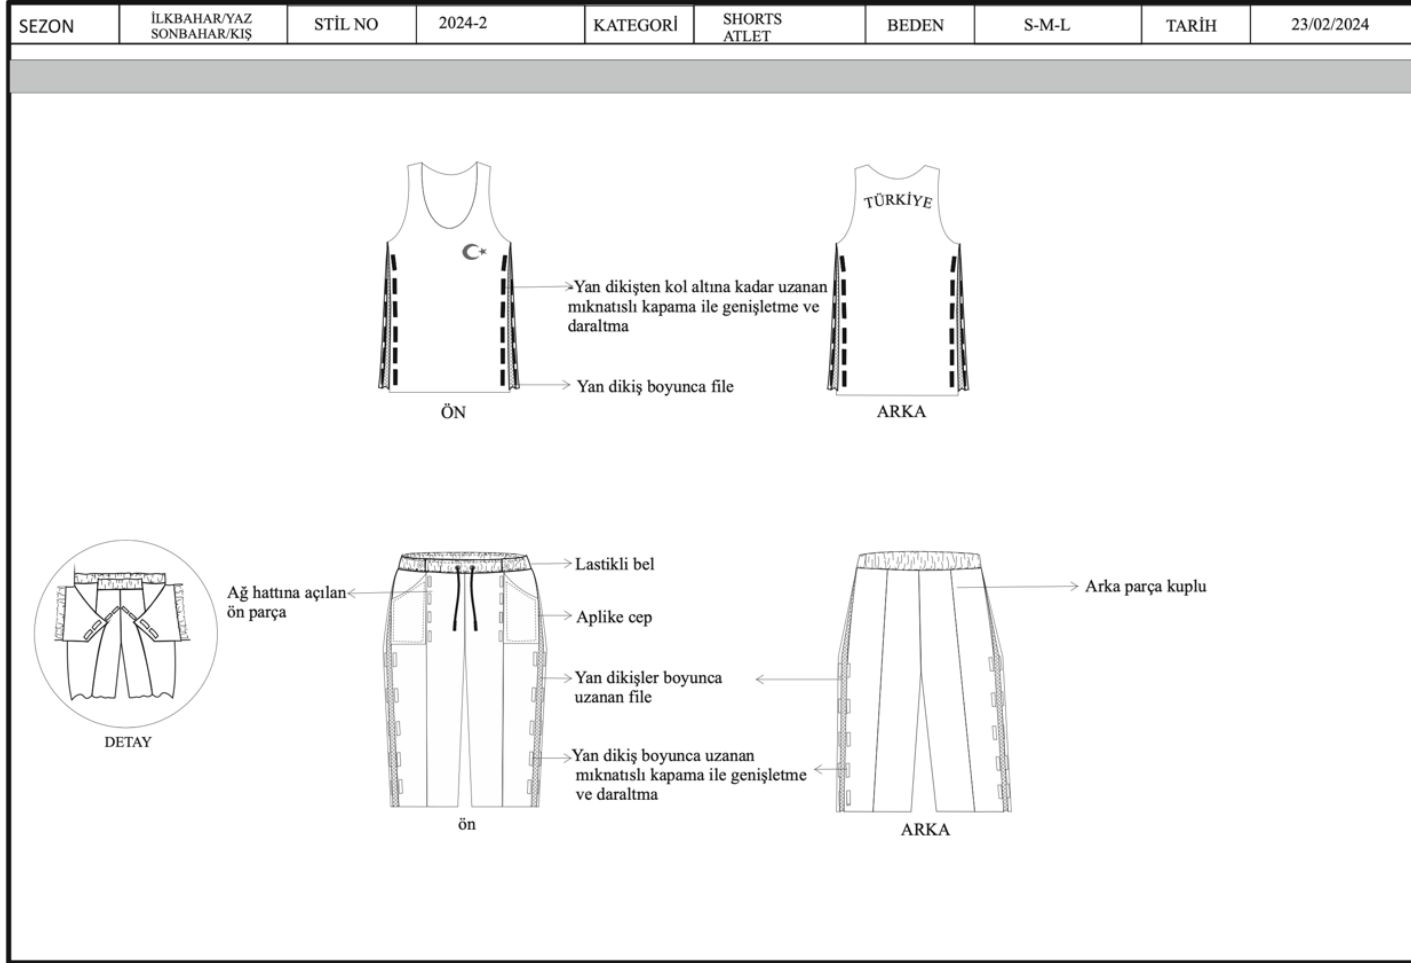 SEZON
İLKBAHAR/YAZ
SONBAHAR/KIŞ
STİL NO
2024-2
KATEGORİ
SHORTS
ATLET
BEDEN
S-M-L
TARİH
23/02/2024
TÜRKİYE
Yan dikişten kol altına kadar uzanan
mıknatıslı kapama ile genişletme ve
daraltma
Yan dikiş boyunca file
ÖN
ARKA
Ağ hattına açılan
ön parça
DETAY
Lastikli bel
Aplike cep
Yan dikişler boyunca
uzanan file
Yan dikiş boyunca uzanan
mıknatıslı kapama ile genişletme
ve daraltma
ön
Arka parça kuplu
ARKA